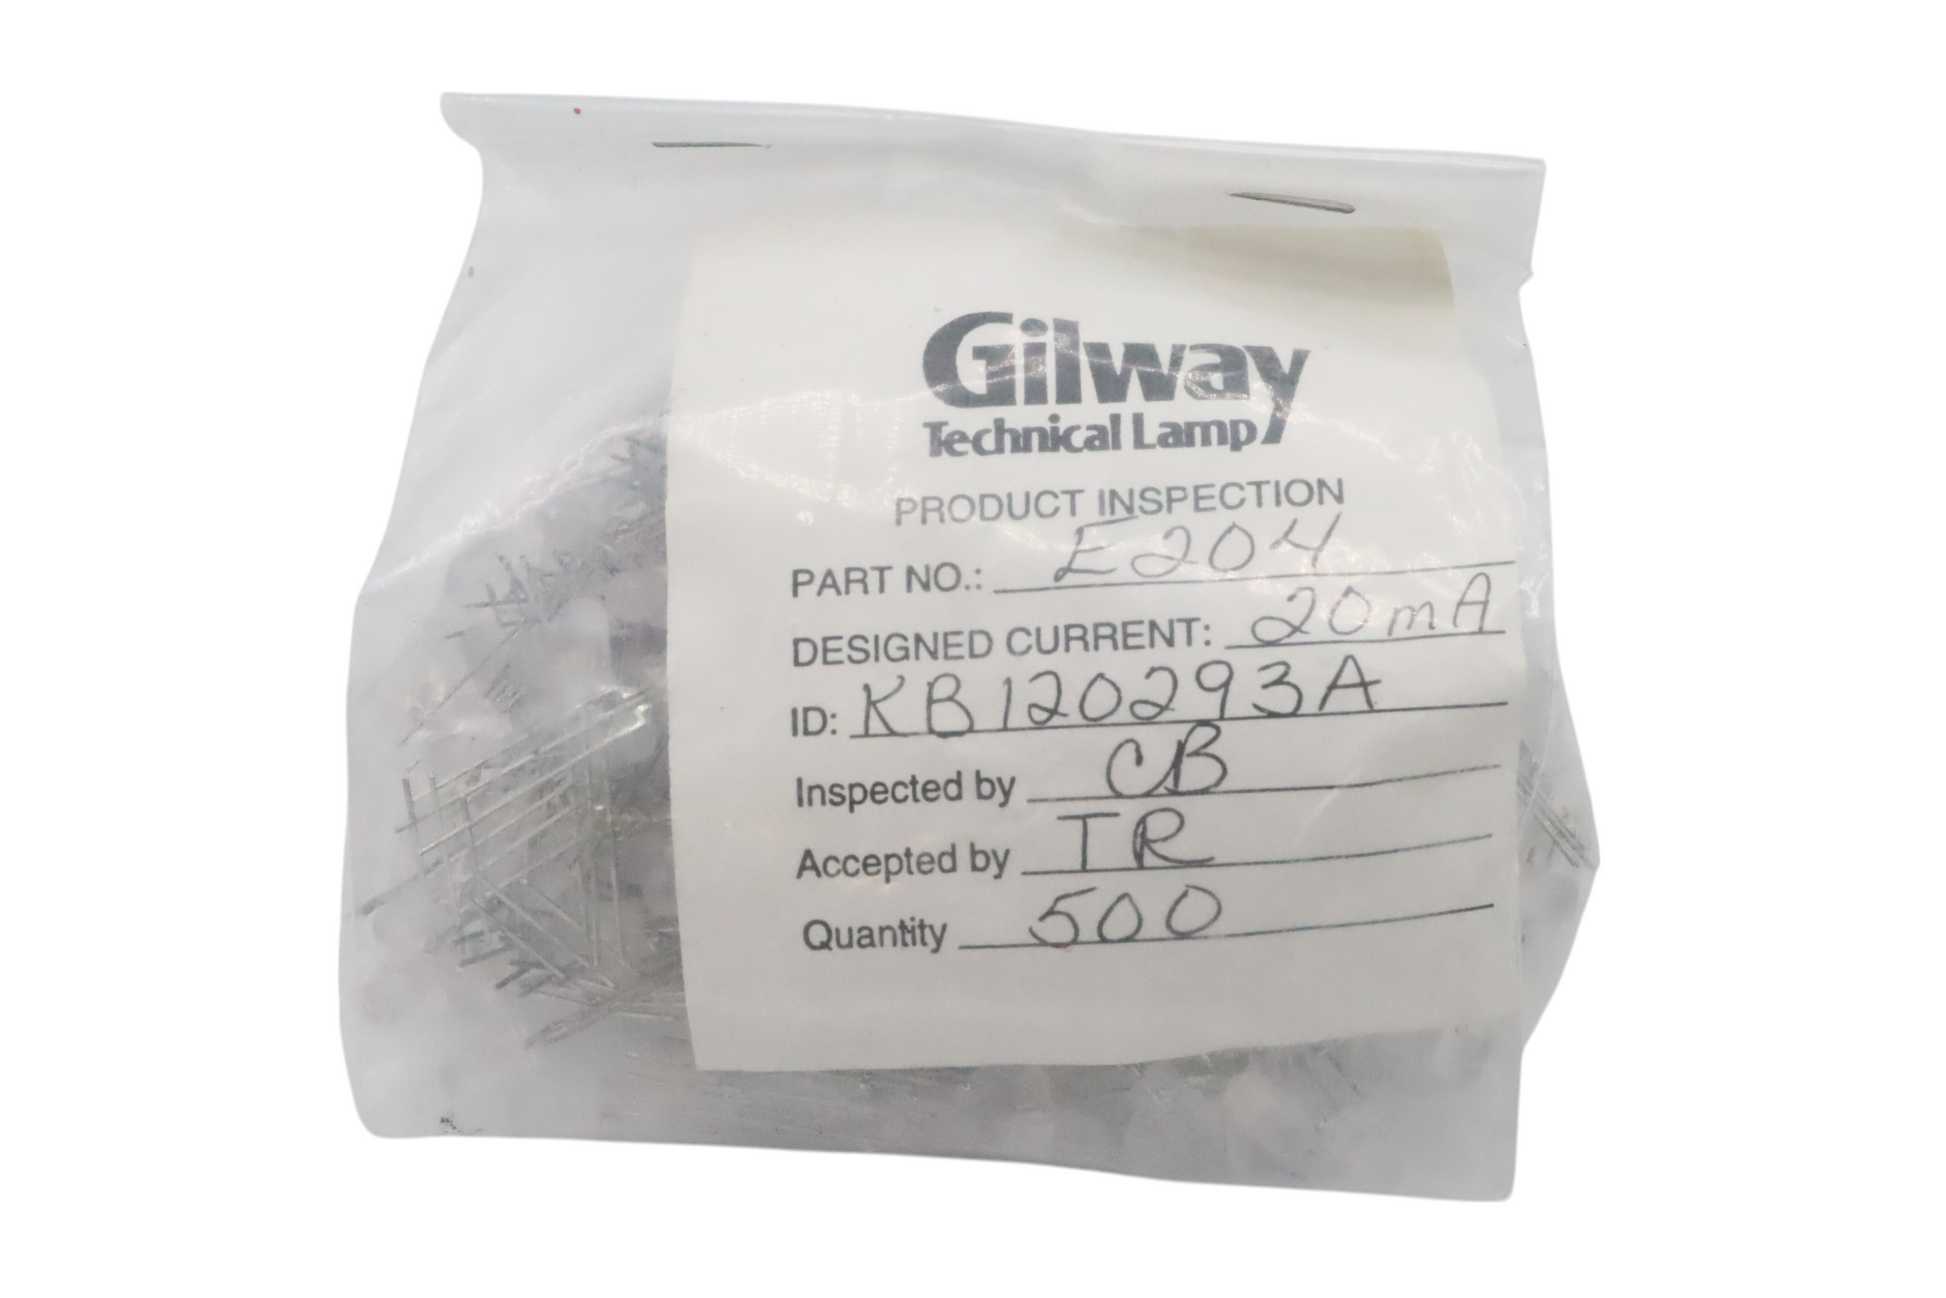 Gilway
Technical Lamp
PRODUCT INSPECTION
PART NO.: E204
DESIGNED CURRENT: 20mA
ID: KB120293A
Inspected by CB
Accepted by TR
Quantity 500